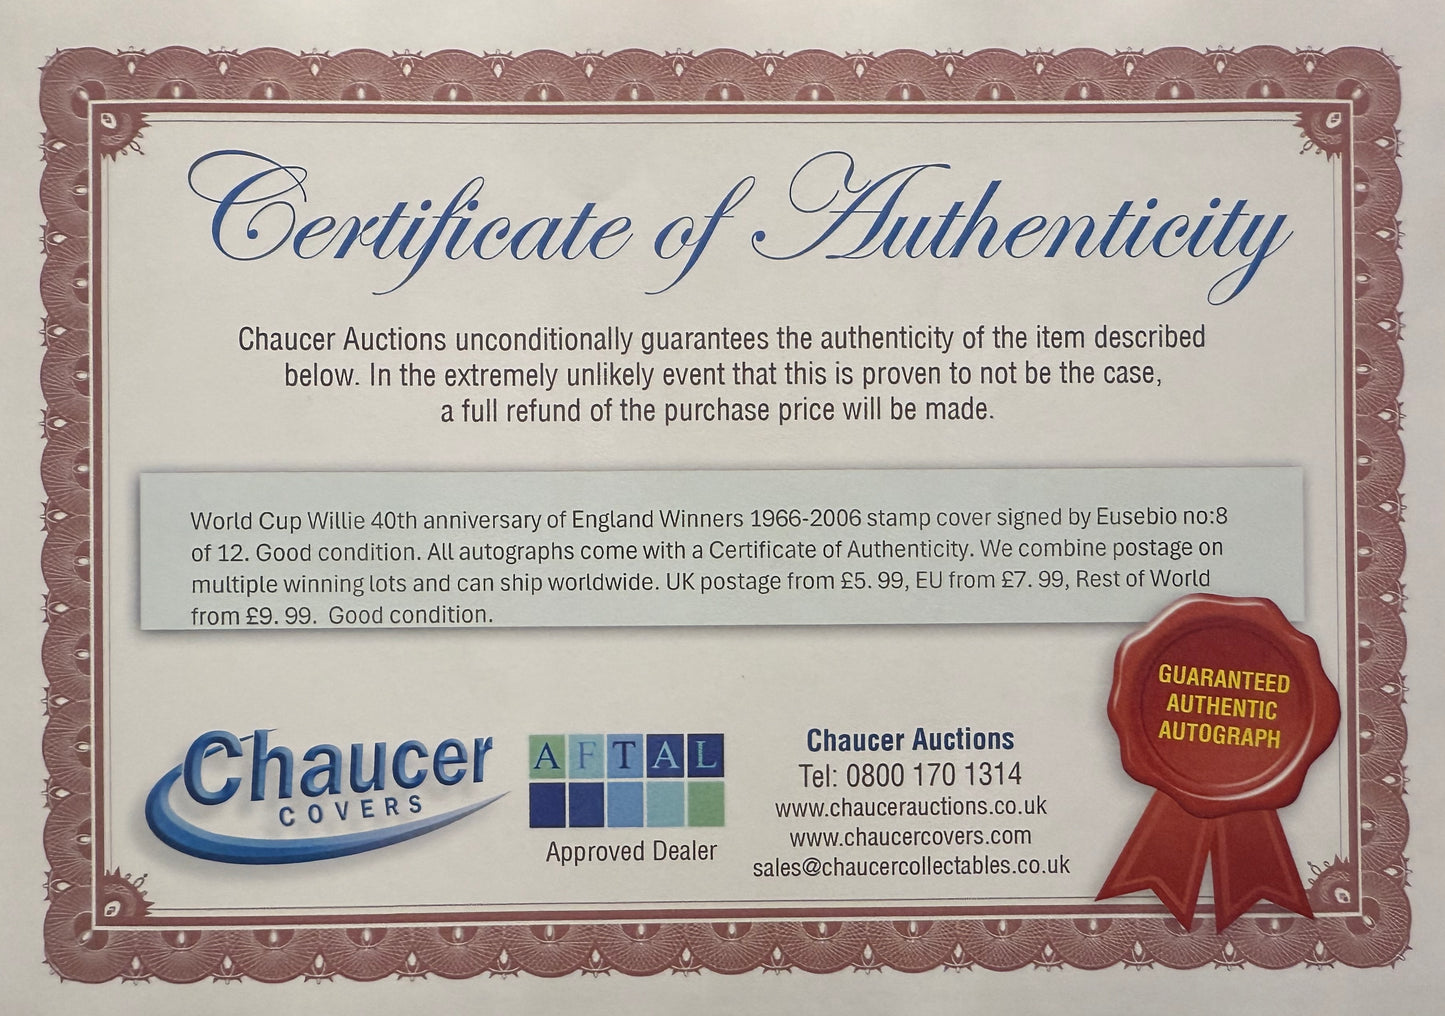 Certificate of Authenticity
Chaucer Auctions unconditionally guarantees the authenticity of the item described
below. In the extremely unlikely event that this is proven to not be the case,
a full refund of the purchase price will be made.
World Cup Willie 40th anniversary of England Winners 1966-2006 stamp cover signed by Eusebio no:8
of 12. Good condition. All autographs come with a Certificate of Authenticity. We combine postage on
multiple winning lots and can ship worldwide. UK postage from £5. 99, EU from £7. 99, Rest of World
from £9. 99.  Good condition.
GUARANTEED
AUTHENTIC
AUTOGRAPH
Chaucer
COVERS
AFTAL
Approved Dealer
Chaucer Auctions
Tel: 0800 170 1314
www.chaucerauctions.co.uk
www.chaucercovers.com
sales@chaucercollectables.co.uk